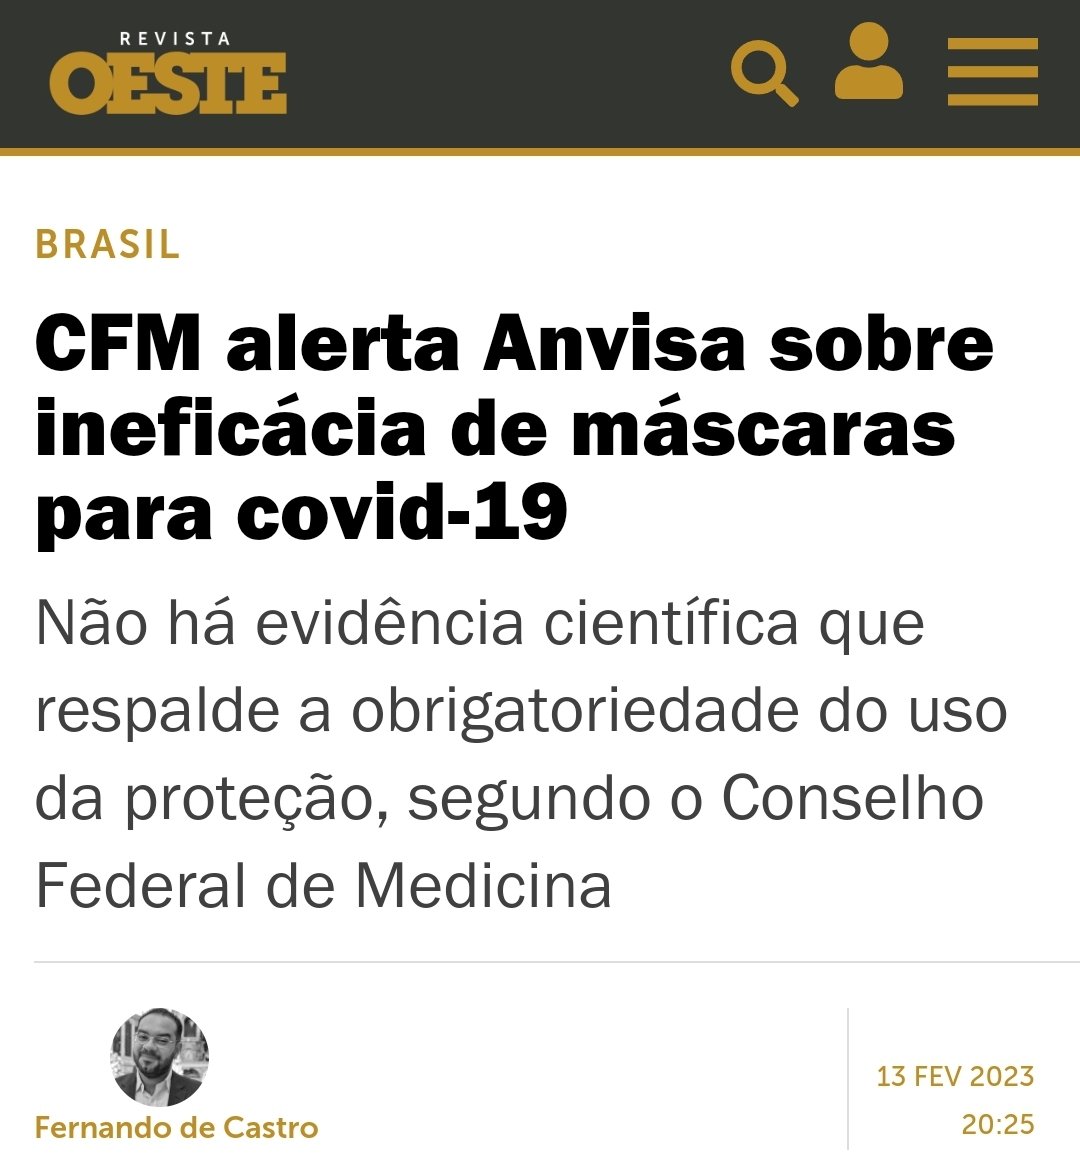 REVISTA
OESTE
BRASIL
CFM alerta Anvisa sobre
ineficácia de máscaras
para covid-19
Não há evidência científica que
respalde a obrigatoriedade do uso
da proteção, segundo o Conselho
Federal de Medicina
Fernando de Castro
13 FEV 2023
20:25